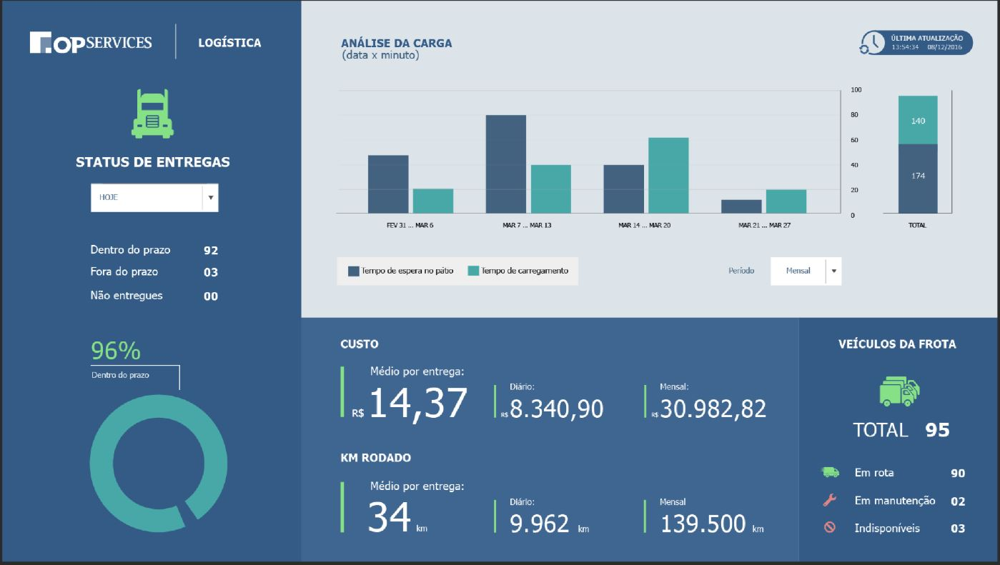 OPSERVICES
LOGÍSTICA
STATUS DE ENTREGAS
HOJE
Dentro do prazo 92
Fora do prazo 03
Não entregues 00
96%
Dentro do prazo
ANÁLISE DA CARGA
(data x minuto)
ÚLTIMA ATUALIZAÇÃO
13:54:34 08/12/2016
100
80
60
40
20
0
FEV 31 ... MAR 6
MAR 7 ... MAR 13
MAR 14 ... MAR 20
MAR 21 ... MAR 27
140
174
TOTAL
Tempo de espera no pátio
Tempo de carregamento
Período
Mensal
CUSTO
Médio por entrega:
R$ 14,37
Diário:
R$ 8.340,90
Mensal:
R$ 30.982,82
KM RODADO
Médio por entrega:
34 km
Diário:
9.962 km
Mensal
139.500 km
VEÍCULOS DA FROTA
TOTAL 95
Em rota 90
Em manutenção 02
Indisponíveis 03